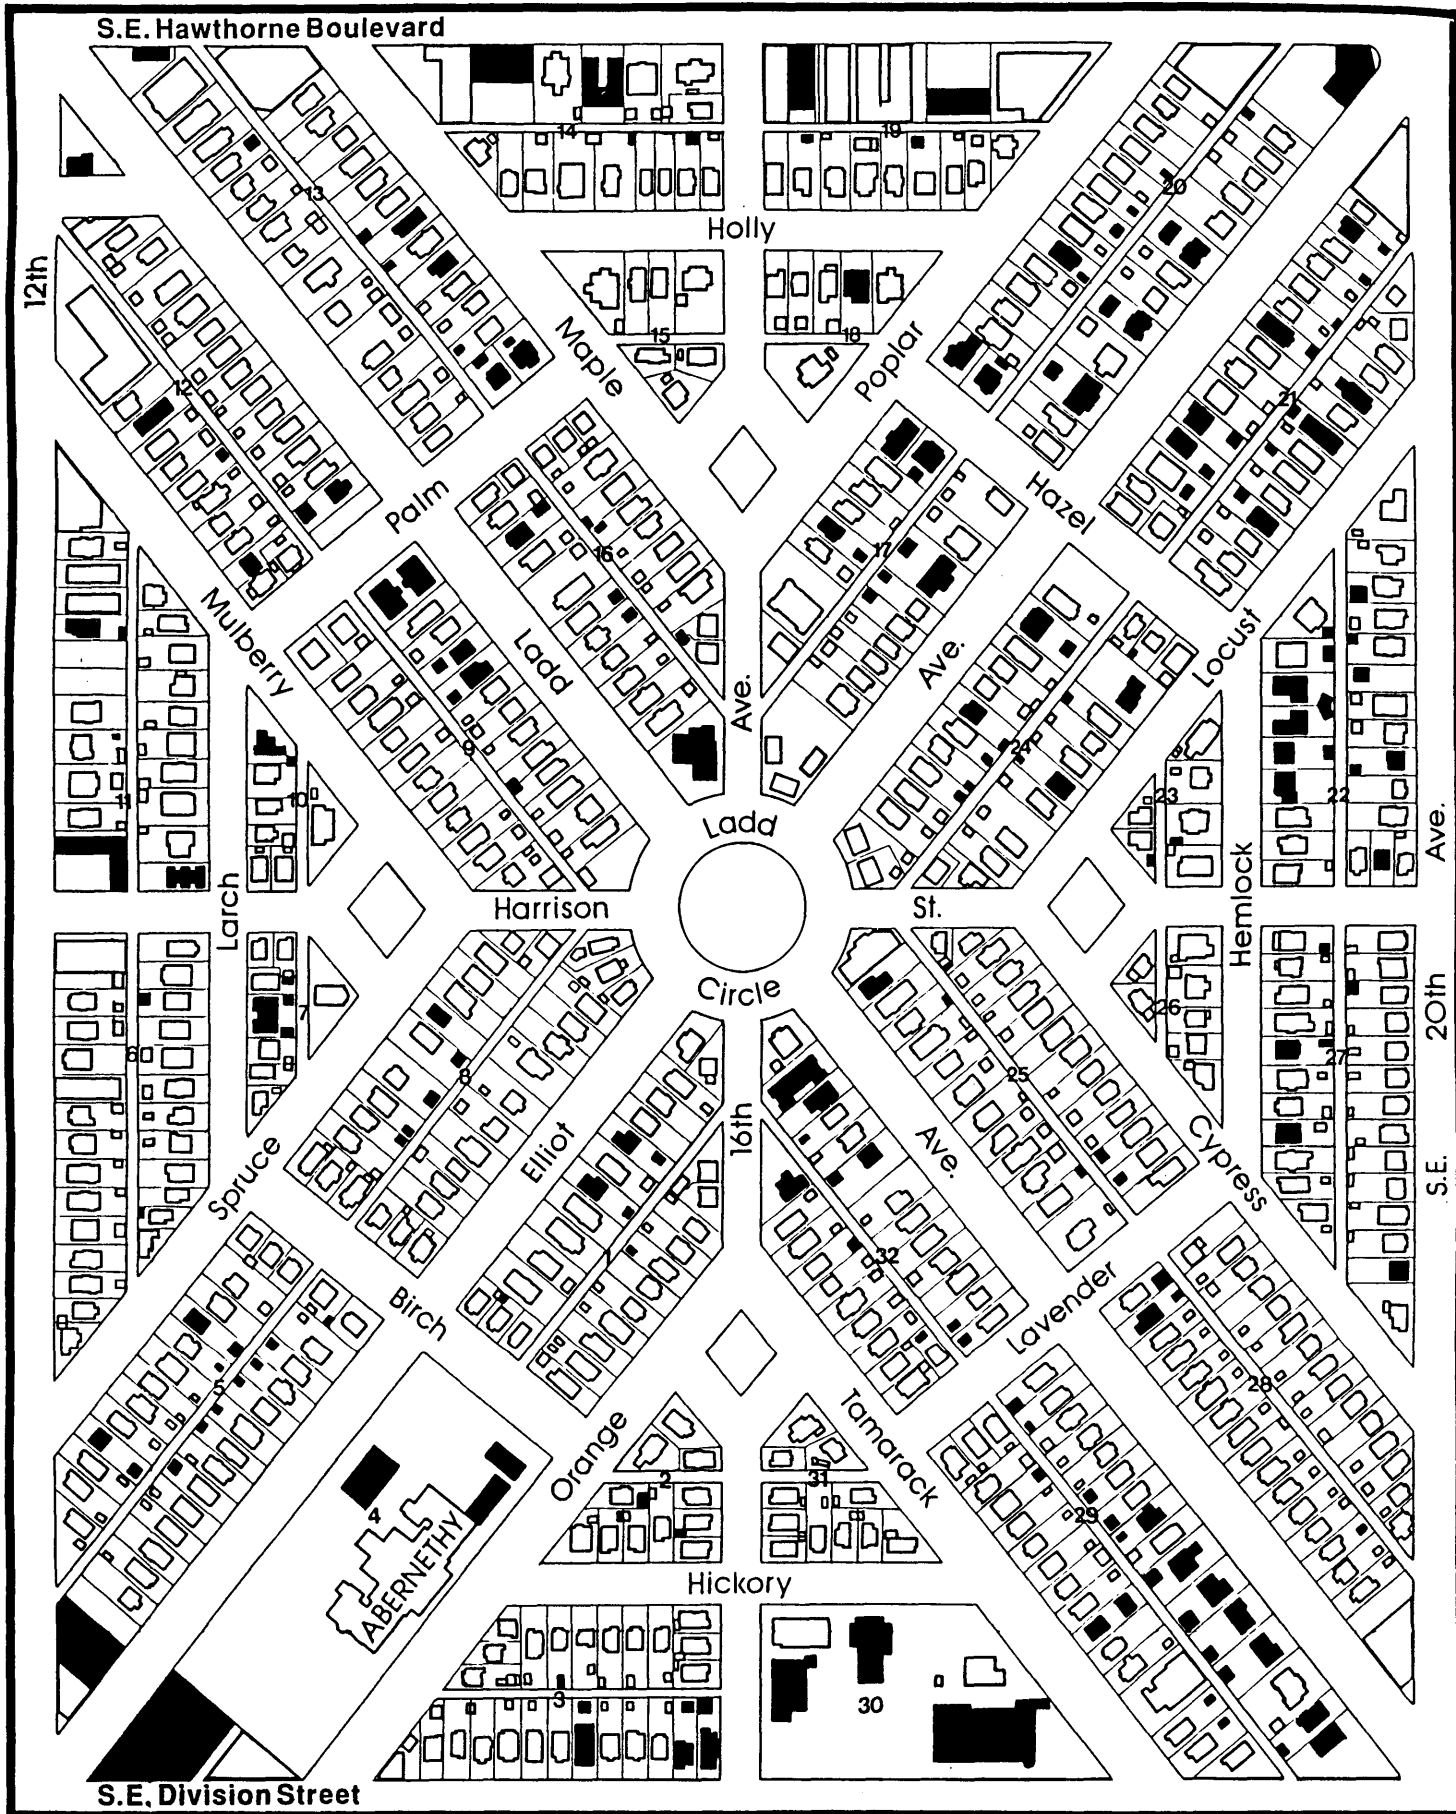 S.E. Hawthorne Boulevard
14
19
13
20
Holly
12th
Maple
15
18
Poplar
12
21
Palm
Hazel
16
17
Mulberry
Ladd
Ave.
Ave.
Locust
9
24
11
10
23
22
Ladd
Ave.
Larch
Harrison
St.
Hemlock
Circle
7
26
6
8
25
27
20th
S.E.
Spruce
Elliot
16th
Ave.
Cypress
1
32
Birch
Lavender
5
28
Orange
Tamarack
2
31
4
ABERNETHY
29
Hickory
3
30
S.E. Division Street